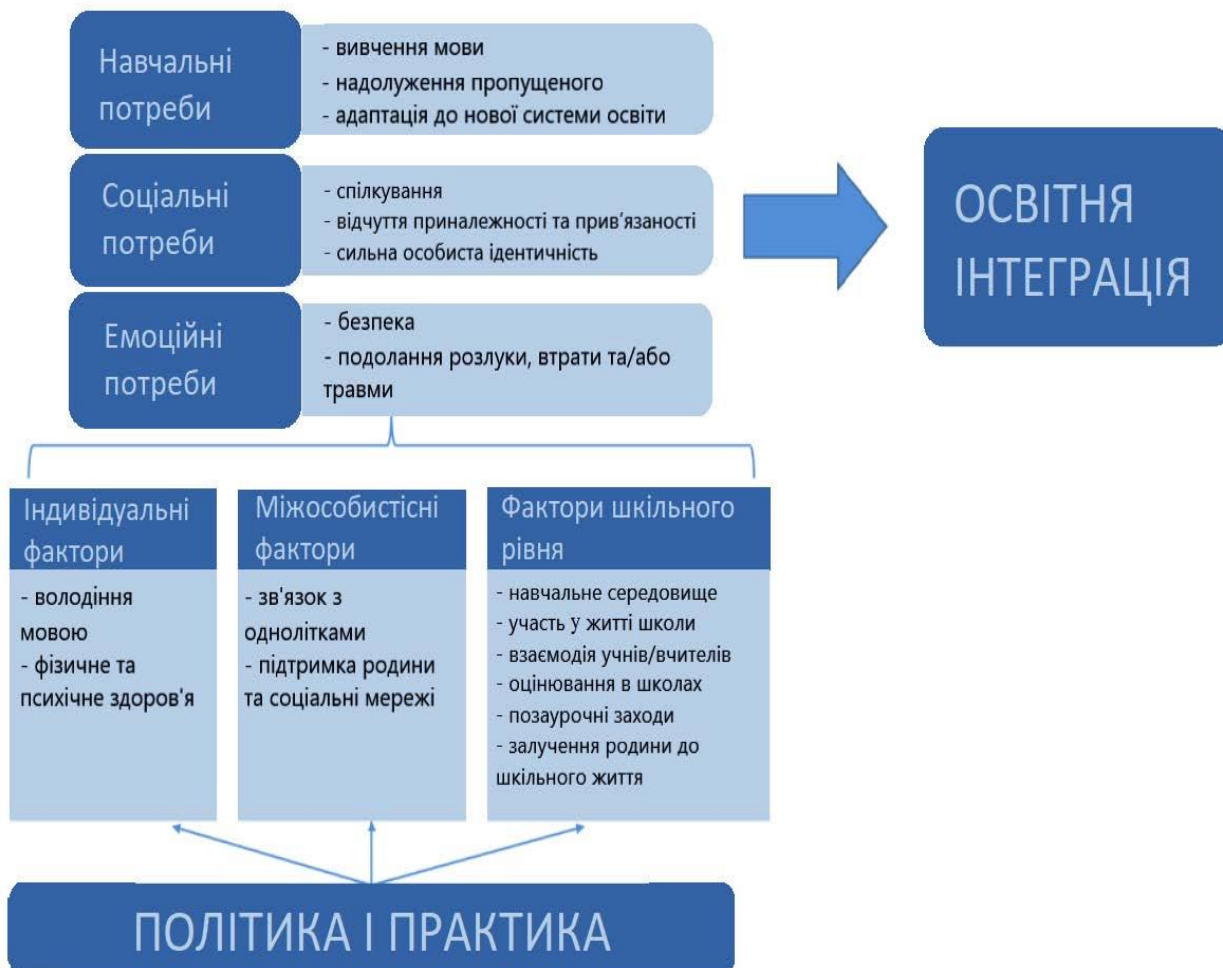 Навчальні
потреби
- вивчення мови
- надолуження пропущеного
- адаптація до нової системи освіти
Соціальні
потреби
- спілкування
- відчуття приналежності та прив’язаності
- сильна особиста ідентичність
Емоційні
потреби
- безпека
- подолання розлуки, втрати та/або
травми
ОСВІТНЯ
ІНТЕГРАЦІЯ
Індивідуальні
фактори
- володіння
мовою
- фізичне та
психічне здоров'я
Міжособистісні
фактори
- зв'язок з
однолітками
- підтримка родини
та соціальні мережі
Фактори шкільного
рівня
- навчальне середовище
- участь у житті школи
- взаємодія учнів/вчителів
- оцінювання в школах
- позаурочні заходи
- залучення родини до
шкільного життя
ПОЛІТИКА І ПРАКТИКА